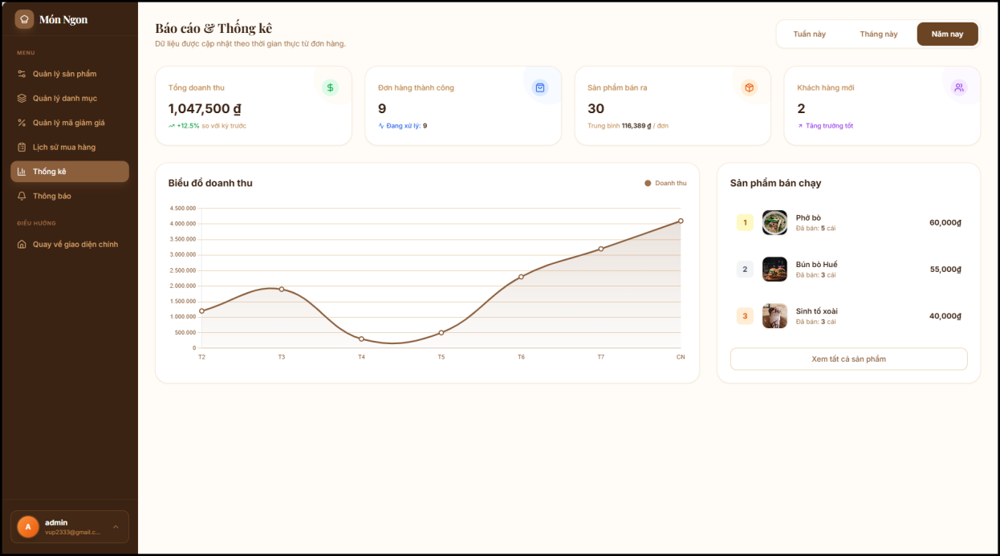 Món Ngon
MENU
Quản lý sản phẩm
Quản lý danh mục
Quản lý mã giảm giá
Lịch sử mua hàng
Thống kê
Thông báo
ĐIỀU HƯỚNG
Quay về giao diện chính
A
admin
vup2333@gmail.c...
Báo cáo & Thống kê
Dữ liệu được cập nhật theo thời gian thực từ đơn hàng.
Tuần này
Tháng này
Năm nay
Tổng doanh thu
1,047,500 ₫
+12.5% so với kỳ trước
Đơn hàng thành công
9
Đang xử lý: 9
Sản phẩm bán ra
30
Trung bình 116,389 ₫ / đơn
Khách hàng mới
2
Tăng trưởng tốt
Biểu đồ doanh thu
Doanh thu
4.500.000
4.000.000
3.500.000
3.000.000
2.500.000
2.000.000
1.500.000
1.000.000
500.000
0
T2 T3 T4 T5 T6 T7 CN
Sản phẩm bán chạy
1
Phở bò
Đã bán: 5 cái
60,000₫
2
Bún bò Huế
Đã bán: 3 cái
55,000₫
3
Sinh tố xoài
Đã bán: 3 cái
40,000₫
Xem tất cả sản phẩm